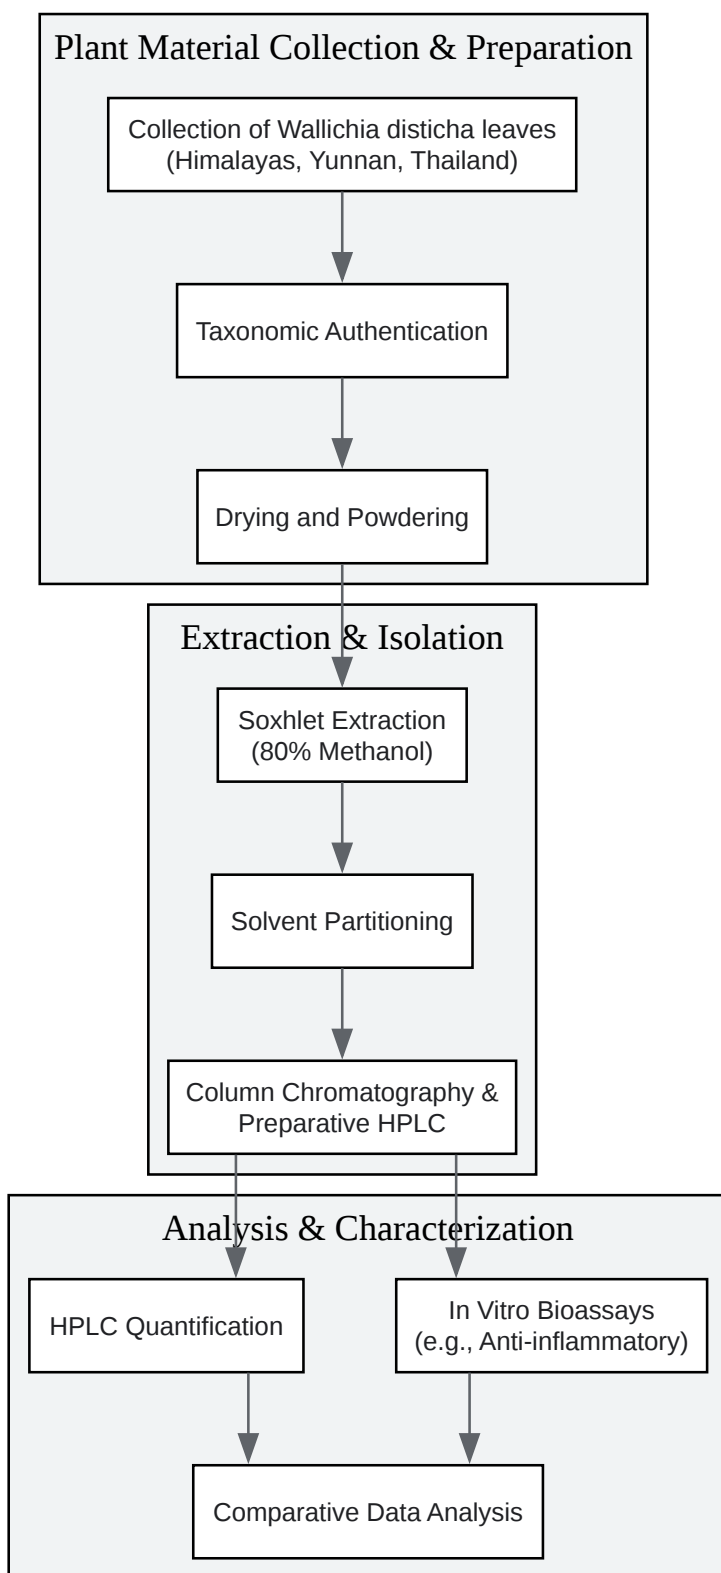 Plant Material Collection & Preparation
Collection of Wallichia disticha leaves
(Himalayas, Yunnan, Thailand)
Taxonomic Authentication
Drying and Powdering
Extraction & Isolation
Soxhlet Extraction
(80% Methanol)
Solvent Partitioning
Column Chromatography &
Preparative HPLC
Analysis & Characterization
HPLC Quantification
In Vitro Bioassays
(e.g., Anti-inflammatory)
Comparative Data Analysis